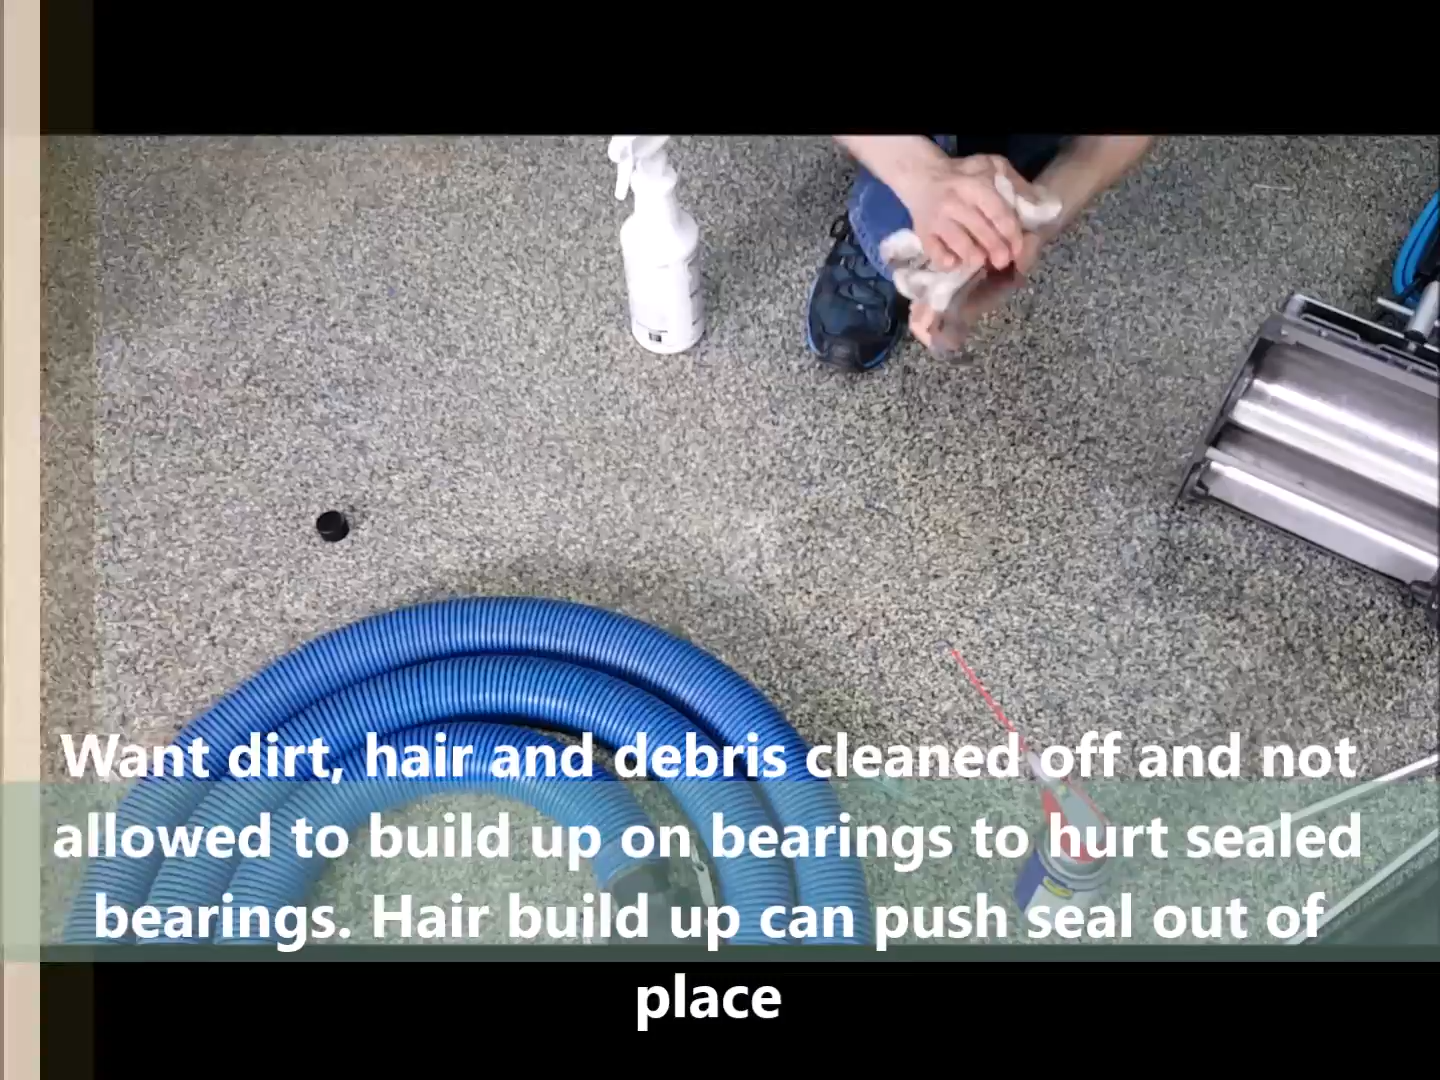 Want dirt, hair and debris cleaned off and not
allowed to build up on bearings to hurt sealed
bearings. Hair build up can push seal out of
place